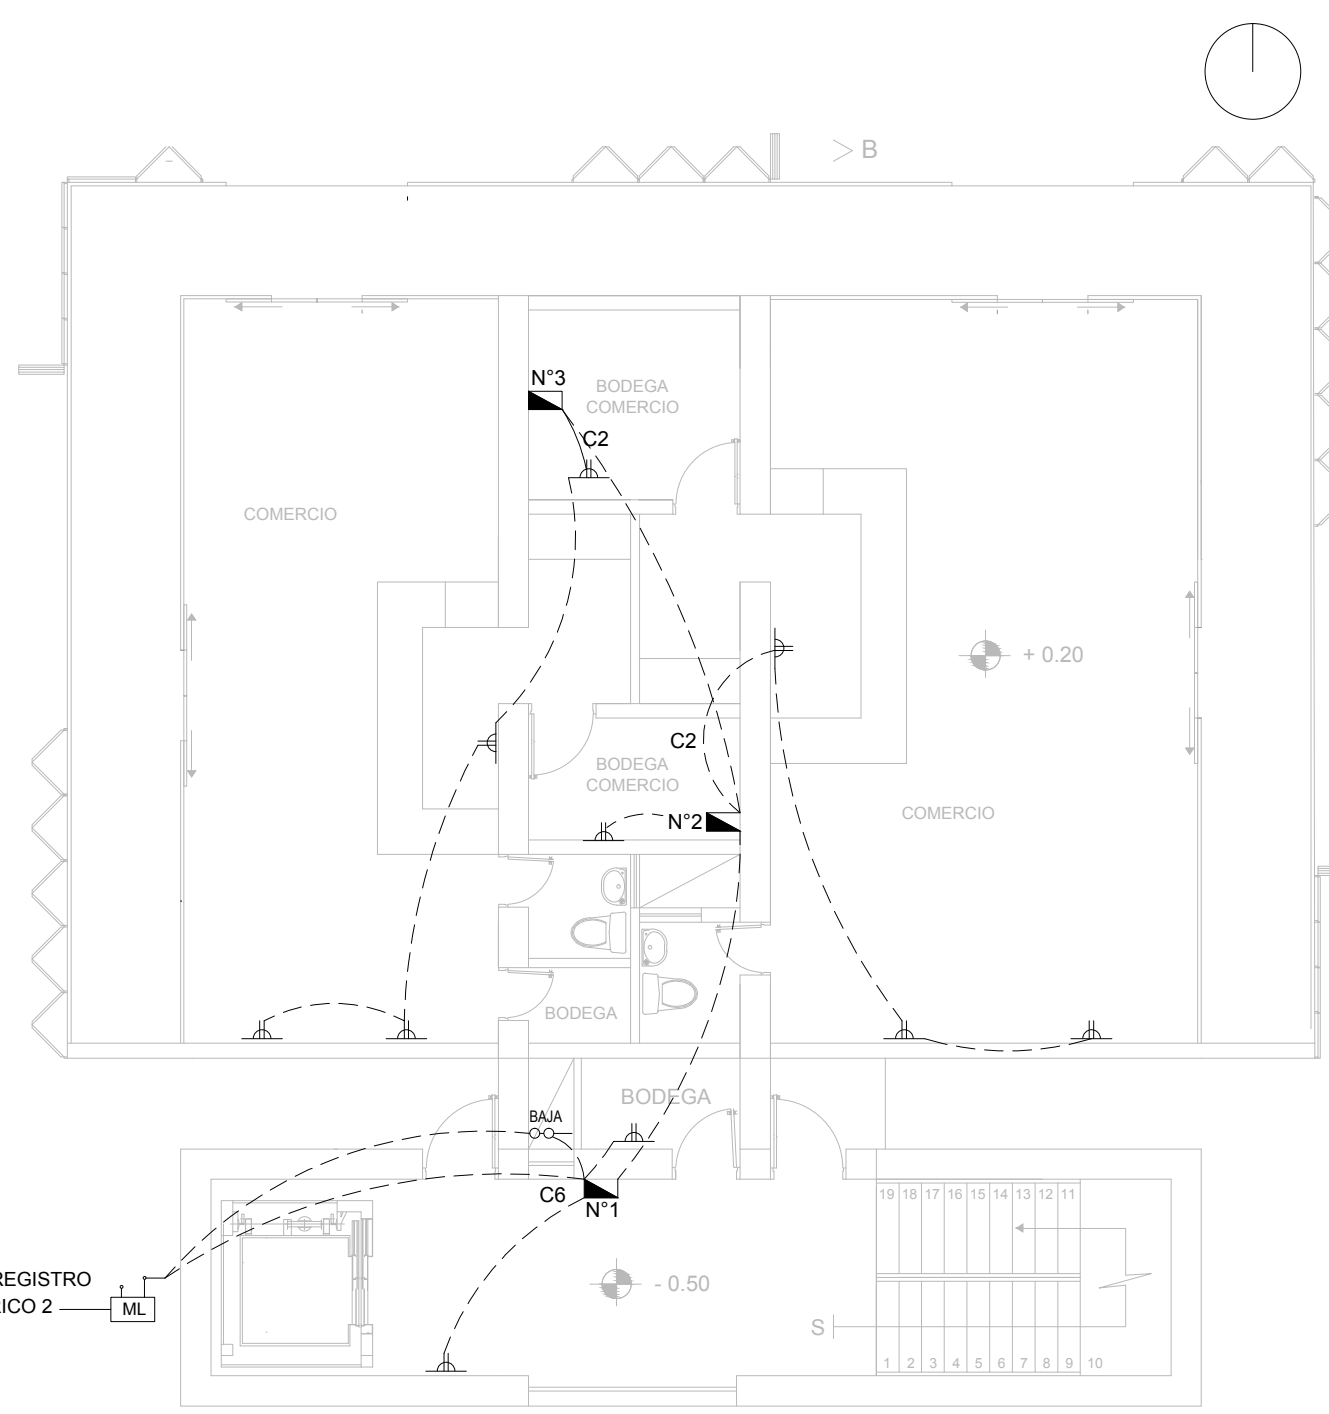 > B
N°3
BODEGA
COMERCIO
C2
COMERCIO
+ 0.20
C2
BODEGA
COMERCIO
N°2
COMERCIO
BODEGA
BODEGA
BAJA
C6
N°1
19 18 17 16 15 14 13 12 11
REGISTRO
RICO 2
ML
- 0.50
S
1 2 3 4 5 6 7 8 9 10